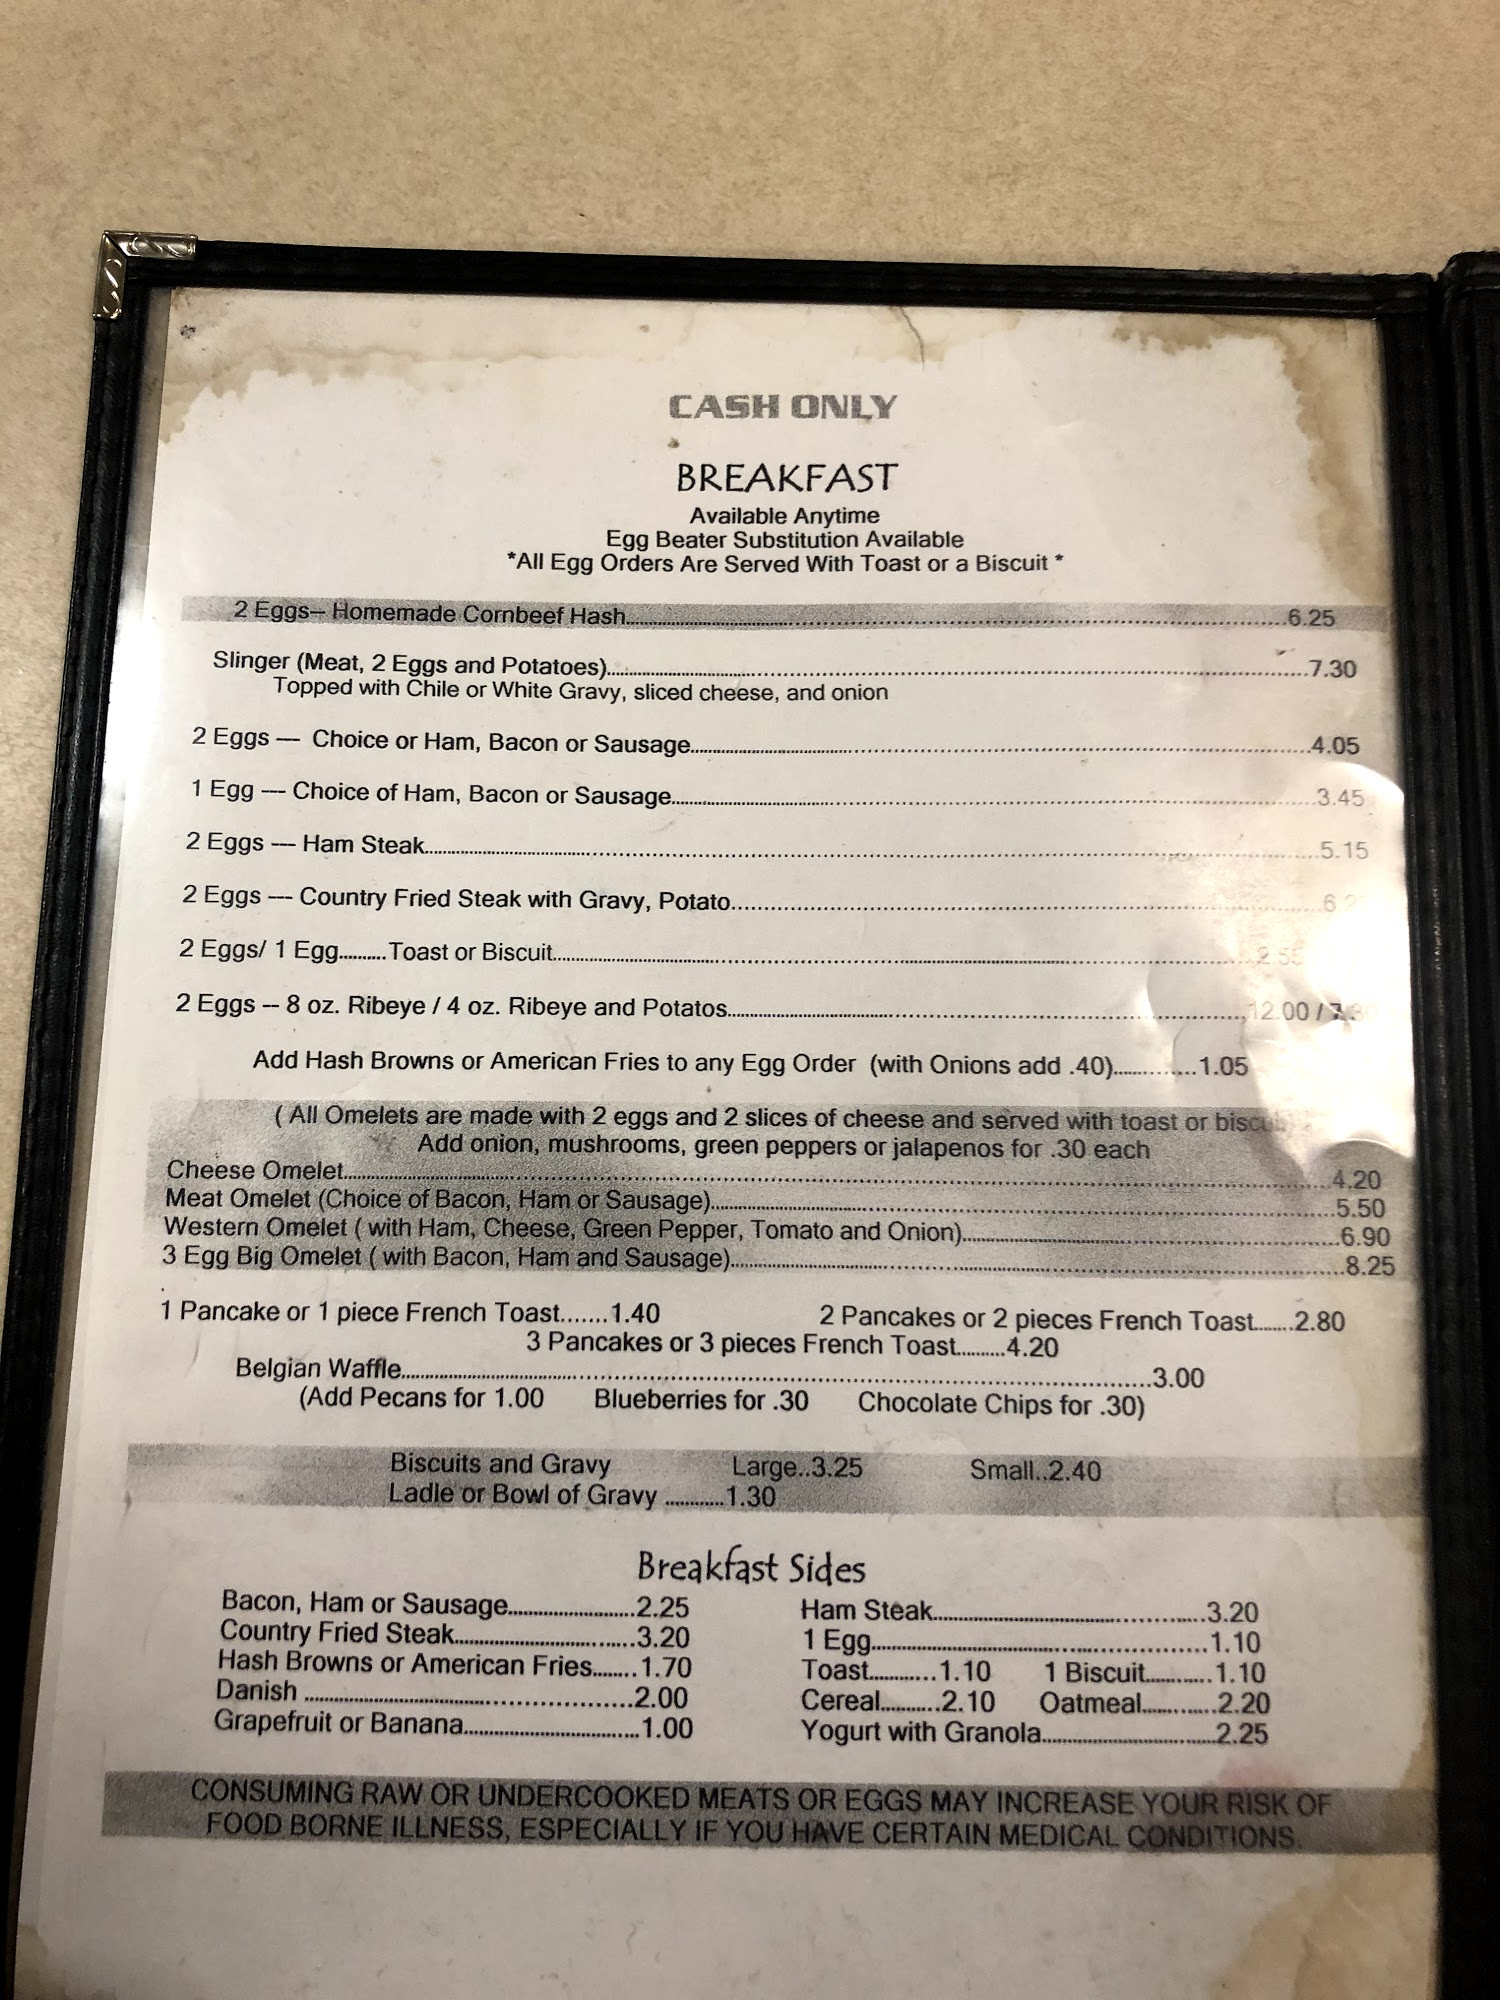 CASH ONLY
BREAKFAST
Available Anytime
Egg Beater Substitution Available
*All Egg Orders Are Served With Toast or a Biscuit *
2 Eggs-- Homemade Cornbeef Hash 6.25
Slinger (Meat, 2 Eggs and Potatoes) 7.30
Topped with Chile or White Gravy, sliced cheese, and onion
2 Eggs --- Choice or Ham, Bacon or Sausage 4.05
1 Egg --- Choice of Ham, Bacon or Sausage 3.45
2 Eggs --- Ham Steak 5.15
2 Eggs --- Country Fried Steak with Gravy, Potato
2 Eggs/ 1 Egg..........Toast or Biscuit 2.55
2 Eggs -- 8 oz. Ribeye / 4 oz. Ribeye and Potatos 12.00 /
Add Hash Browns or American Fries to any Egg Order (with Onions add .40) 1.05
( All Omelets are made with 2 eggs and 2 slices of cheese and served with toast or
Add onion, mushrooms, green peppers or jalapenos for .30 each
Cheese Omelet 4.20
Meat Omelet (Choice of Bacon, Ham or Sausage) 5.50
Western Omelet ( with Ham, Cheese, Green Pepper, Tomato and Onion) 6.90
3 Egg Big Omelet ( with Bacon, Ham and Sausage) 8.25
1 Pancake or 1 piece French Toast.......1.40 2 Pancakes or 2 pieces French Toast.......2.80
3 Pancakes or 3 pieces French Toast.........4.20
Belgian Waffle 3.00
(Add Pecans for 1.00 Blueberries for .30 Chocolate Chips for .30)
Biscuits and Gravy Large..3.25 Small..2.40
Ladle or Bowl of Gravy ............1.30
Breakfast Sides
Bacon, Ham or Sausage 2.25 Ham Steak 3.20
Country Fried Steak 3.20 1 Egg 1.10
Hash Browns or American Fries 1.70 Toast 1.10 1 Biscuit 1.10
Danish 2.00 Cereal 2.10 Oatmeal 2.20
Grapefruit or Banana 1.00 Yogurt with Granola 2.25
CONSUMING RAW OR UNDERCOOKED MEATS OR EGGS MAY INCREASE YOUR RISK OF
FOOD BORNE ILLNESS, ESPECIALLY IF YOU HAVE CERTAIN MEDICAL CONDITIONS.